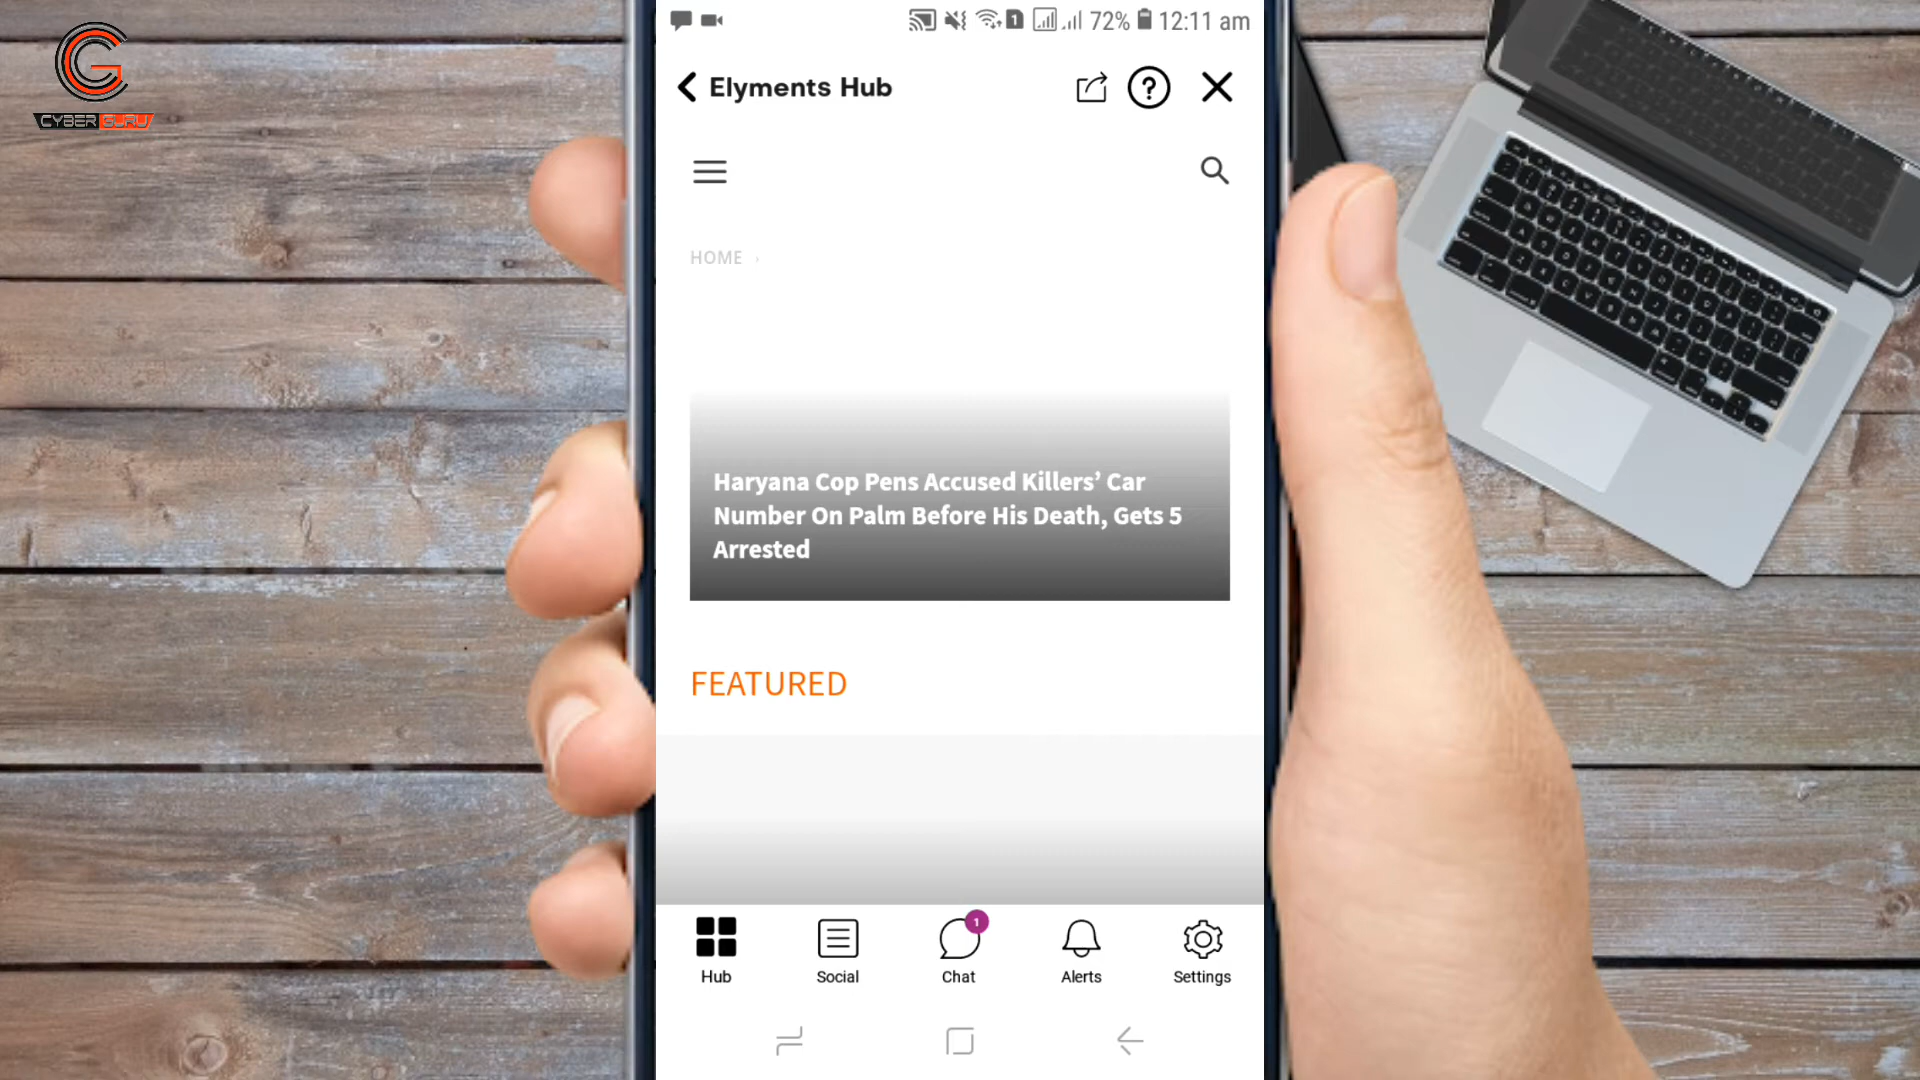 CYBER GURU
1 72% 12:11 am
Elyments Hub
?
HOME ›
Haryana Cop Pens Accused Killers’ Car
Number On Palm Before His Death, Gets 5
Arrested
FEATURED
1
Hub Social Chat Alerts Settings